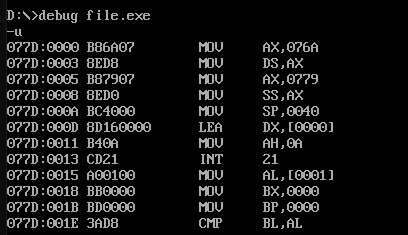 D:\>debug file.exe
-u
077D:0000 B86A07 MOV AX,076A
077D:0003 8ED8 MOV DS,AX
077D:0005 B87907 MOV AX,0779
077D:0008 8ED0 MOV SS,AX
077D:000A BC4000 MOV SP,0040
077D:000D 8D160000 LEA DX,[0000]
077D:0011 B40A MOV AH,0A
077D:0013 CD21 INT 21
077D:0015 A00100 MOV AL,[0001]
077D:0018 BB0000 MOV BX,0000
077D:001B BD0000 MOV BP,0000
077D:001E 3AD8 CMP BL,AL